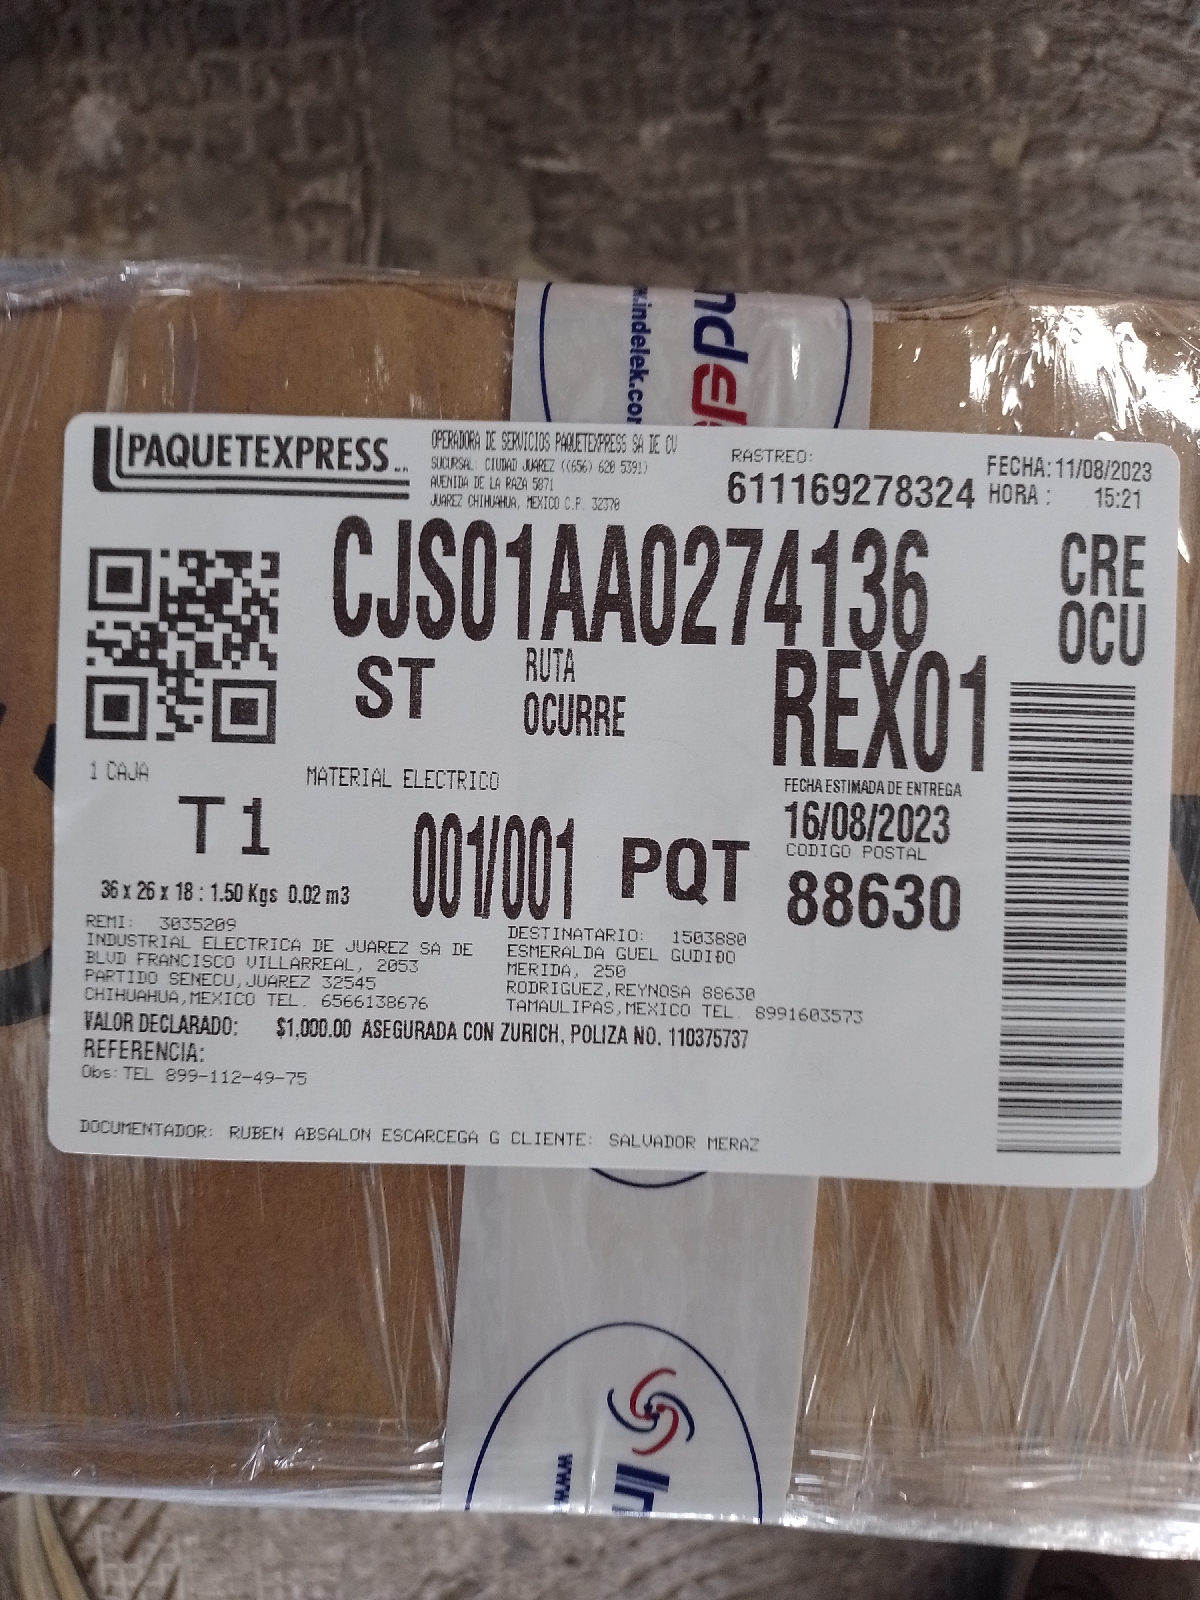 ndel
w.indelek.com
PAQUETEXPRESS
OPERADORA DE SERVICIOS PAQUETEXPRESS SA DE CV
SUCURSAL: CIUDAD JUAREZ ((656) 620 5391)
AVENIDA DE LA RAZA 5871
JUAREZ CHIHUAHUA, MEXICO C.P. 32370
RASTREO:
611169278324
FECHA: 11/08/2023
HORA : 15:21
CJS01AA0274136
CRE
OCU
ST
RUTA
OCURRE
REX01
1 CAJA
MATERIAL ELECTRICO
FECHA ESTIMADA DE ENTREGA
16/08/2023
T1
001/001
PQT
CODIGO POSTAL
88630
36 x 26 x 18 : 1.50 Kgs 0.02 m3
REMI: 3035209
INDUSTRIAL ELECTRICA DE JUAREZ SA DE
BLVD FRANCISCO VILLARREAL, 2053
PARTIDO SENECU,JUAREZ 32545
CHIHUAHUA,MEXICO TEL. 6566138676
DESTINATARIO: 1503880
ESMERALDA GUEL GUDIÐO
MERIDA, 250
RODRIGUEZ,REYNOSA 88630
TAMAULIPAS,MEXICO TEL. 8991603573
VALOR DECLARADO: $1,000.00 ASEGURADA CON ZURICH, POLIZA NO. 110375737
REFERENCIA:
Obs:TEL 899-112-49-75
DOCUMENTADOR: RUBEN ABSALON ESCARCEGA G CLIENTE: SALVADOR MERAZ
In
www.